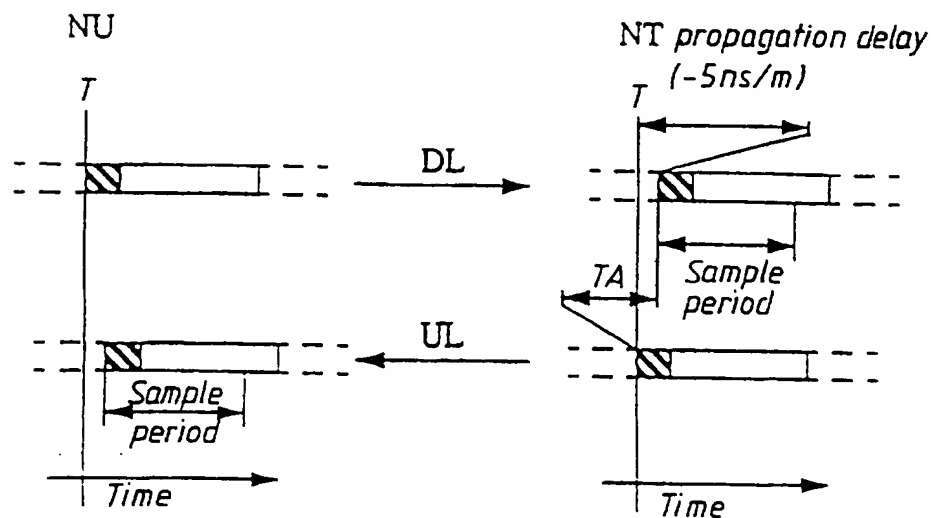 NU
NT propagation delay
(-5ns/m)
T
T
DL
TA
Sample
period
UL
Sample
period
Time
Time